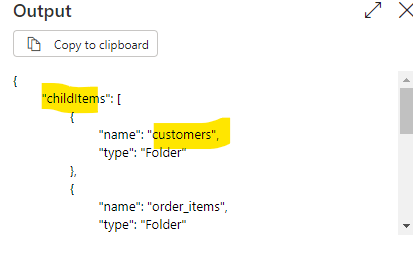 Output
Copy to clipboard
{
"childItems": [
{
"name": "customers",
"type": "Folder"
},
{
"name": "order_items",
"type": "Folder"